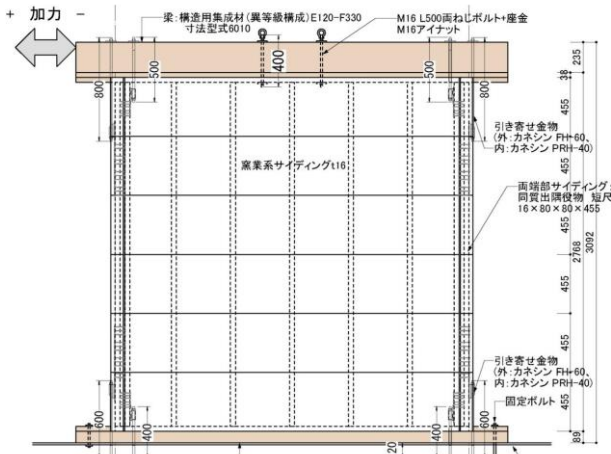 + 加力 -
梁:構造用集成材(異等級構成)E120-F330
寸法型式6010
M16 L500両ねじボルト+座金
M16アイナット
800
500
400
500
800
235
38
455
引き寄せ金物
(外:カネシン FH-60、
内:カネシン PRH-40)
455
窯業系サイディングt16
両端部サイディング:
同質出隅役物 短尺
16×80×80×455
455
2768
3092
455
455
引き寄せ金物
(外:カネシン FH-60、
内:カネシン PRH-40)
固定ボルト
455
600
400
400
600
89
20